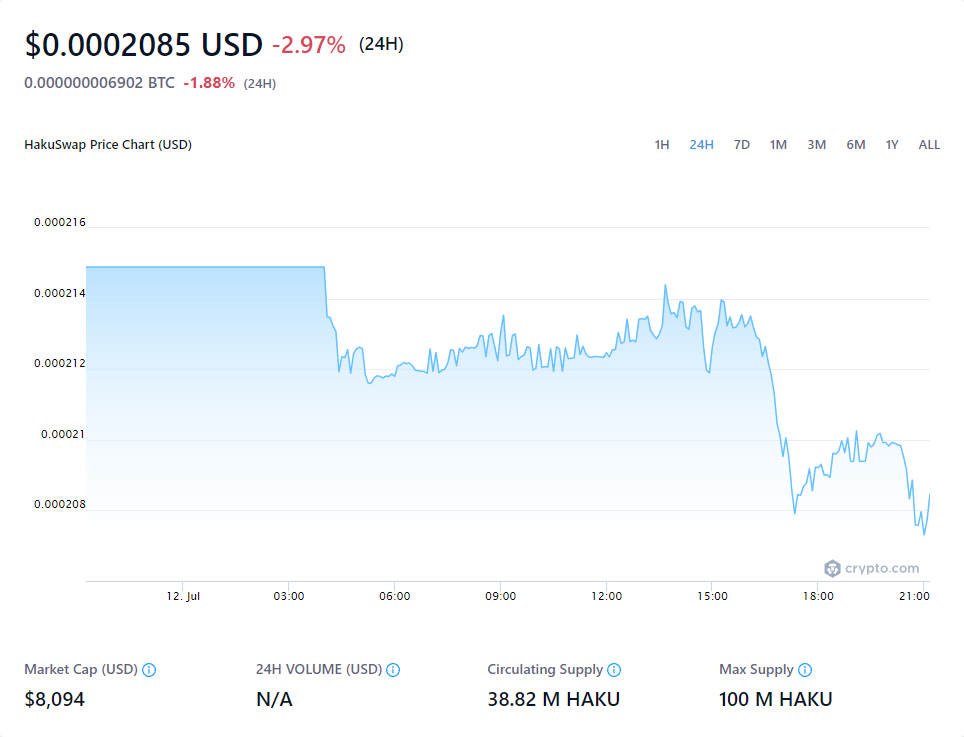 $0.0002085 USD -2.97% (24H)
0.000000006902 BTC -1.88% (24H)
HakuSwap Price Chart (USD) 1H 24H 7D 1M 3M 6M 1Y ALL
0.000216
0.000214
0.000212
0.00021
0.000208
crypto.com
12. Jul 03:00 06:00 09:00 12:00 15:00 18:00 21:00
Market Cap (USD) 24H VOLUME (USD) Circulating Supply Max Supply
$8,094 N/A 38.82 M HAKU 100 M HAKU